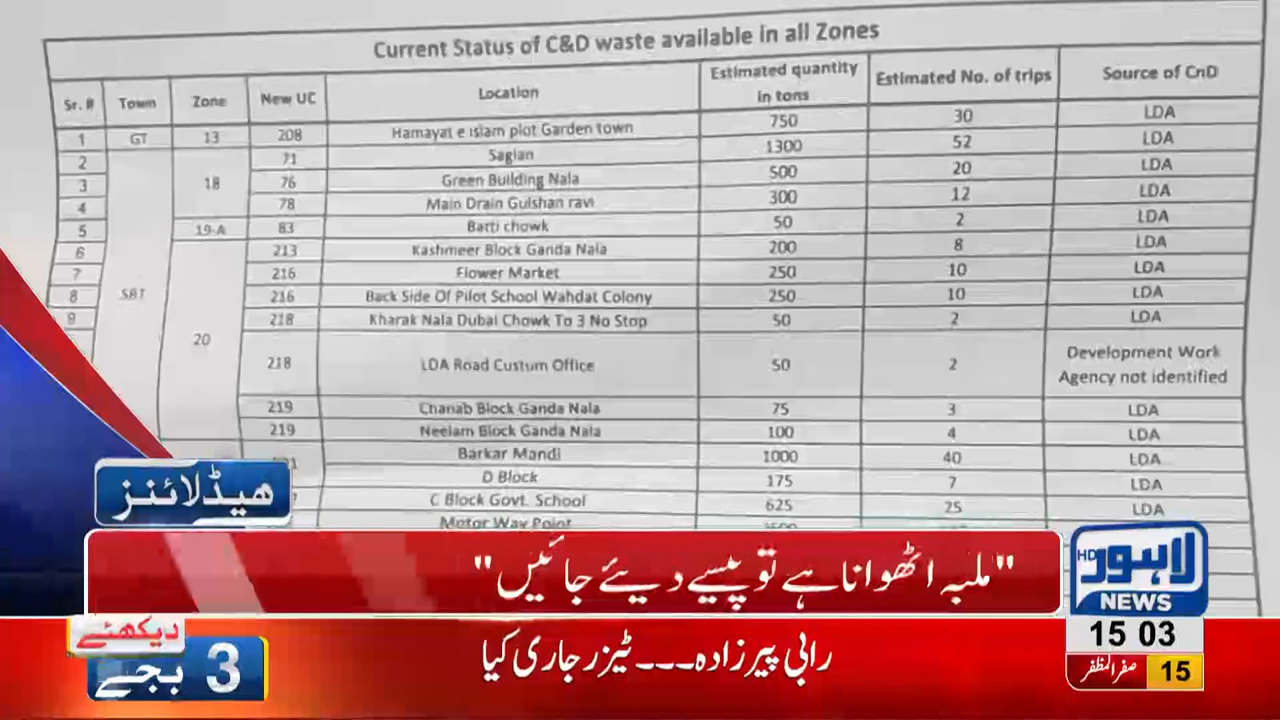 Current Status of C&D waste available in all Zones
Sr. # Town Zone New UC Location Estimated quantity in tons Estimated No. of trips Source of CnD
1 GT 13 208 Hamayat e islam plot Garden town 750 30 LDA
2 SBT 18 71 Sagian 1300 52 LDA
3 76 Green Building Nala 500 20 LDA
4 78 Main Drain Gulshan ravi 300 12 LDA
5 19-A 83 Batti chowk 50 2 LDA
6 20 213 Kashmeer Block Ganda Nala 200 8 LDA
7 216 Flower Market 250 10 LDA
8 216 Back Side Of Pilot School Wahdat Colony 250 10 LDA
9 218 Kharak Nala Dubai Chowk To 3 No Stop 50 2 LDA
218 LDA Road Custum Office 50 2 Development Work Agency not identified
219 Chanab Block Ganda Nala 75 3 LDA
219 Neelam Block Ganda Nala 100 4 LDA
Barkar Mandi 1000 40 LDA
D Block 175 7 LDA
C Block Govt. School 625 25 LDA
Motor Way Point
ھیڈلائنز
"ملبہ اٹھوانا ہے تو پیسے دیئے جائیں"
رابی پیرزادہ۔۔۔ ٹیزر جاری کیا
دیکھئے
3 بجے
لاہور HD
NEWS
15 03
15 صفر المظفر